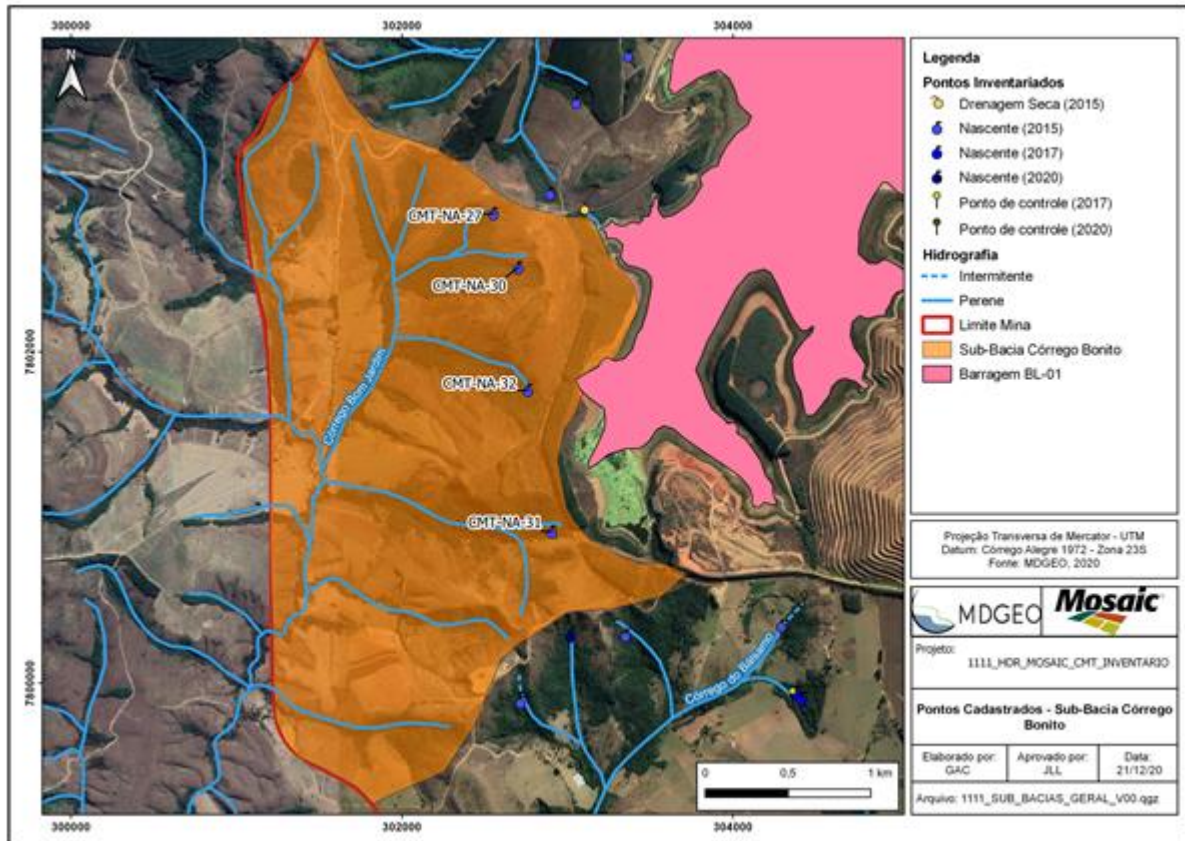 300000
302000
304000
N
CMT-NA-27
CMT-NA-30
7802000
CMT-NA-32
Córrego Bom Jardim
CMT-NA-31
7800000
Córrego do Bálsamo
0 0,5 1 km
300000
302000
304000
Legenda
Pontos Inventariados
Drenagem Seca (2015)
Nascente (2015)
Nascente (2017)
Nascente (2020)
Ponto de controle (2017)
Ponto de controle (2020)
Hidrografia
Intermitente
Perene
Limite Mina
Sub-Bacia Córrego Bonito
Barragem BL-01
Projeção Transversa de Mercator - UTM
Datum: Córrego Alegre 1972 - Zona 23S
Fonte: MDGEO, 2020
MDGEO
Mosaic
Projeto:
1111_HDR_MOSAIC_CMT_INVENTARIO
Pontos Cadastrados - Sub-Bacia Córrego
Bonito
Elaborado por:
GAC
Aprovado por:
JLL
Data:
21/12/20
Arquivo: 1111_SUB_BACIAS_GERAL_V00.qgz